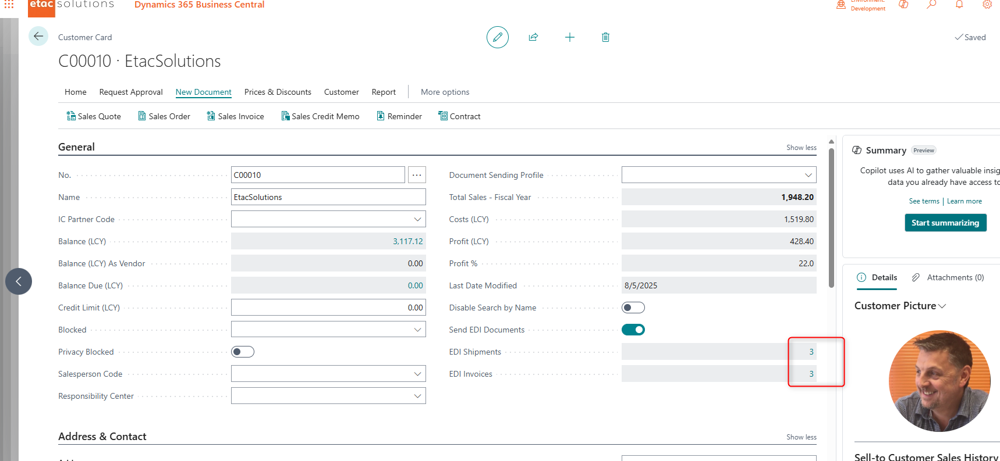 etac solutions
Dynamics 365 Business Central
Environment:
Development
Customer Card
Saved
C00010 · EtacSolutions
Home Request Approval New Document Prices & Discounts Customer Report More options
Sales Quote Sales Order Sales Invoice Sales Credit Memo Reminder Contract
General Show less
No. C00010 ...
Name EtacSolutions
IC Partner Code
Balance (LCY) 3,117.12
Balance (LCY) As Vendor 0.00
Balance Due (LCY) 0.00
Credit Limit (LCY) 0.00
Blocked
Privacy Blocked
Salesperson Code
Responsibility Center
Document Sending Profile
Total Sales - Fiscal Year 1,948.20
Costs (LCY) 1,519.80
Profit (LCY) 428.40
Profit % 22.0
Last Date Modified 8/5/2025
Disable Search by Name
Send EDI Documents
EDI Shipments 3
EDI Invoices 3
Address & Contact Show less
Summary Preview
Copilot uses AI to gather valuable insig
data you already have access to
See terms | Learn more
Start summarizing
Details Attachments (0)
Customer Picture
Sell-to Customer Sales History